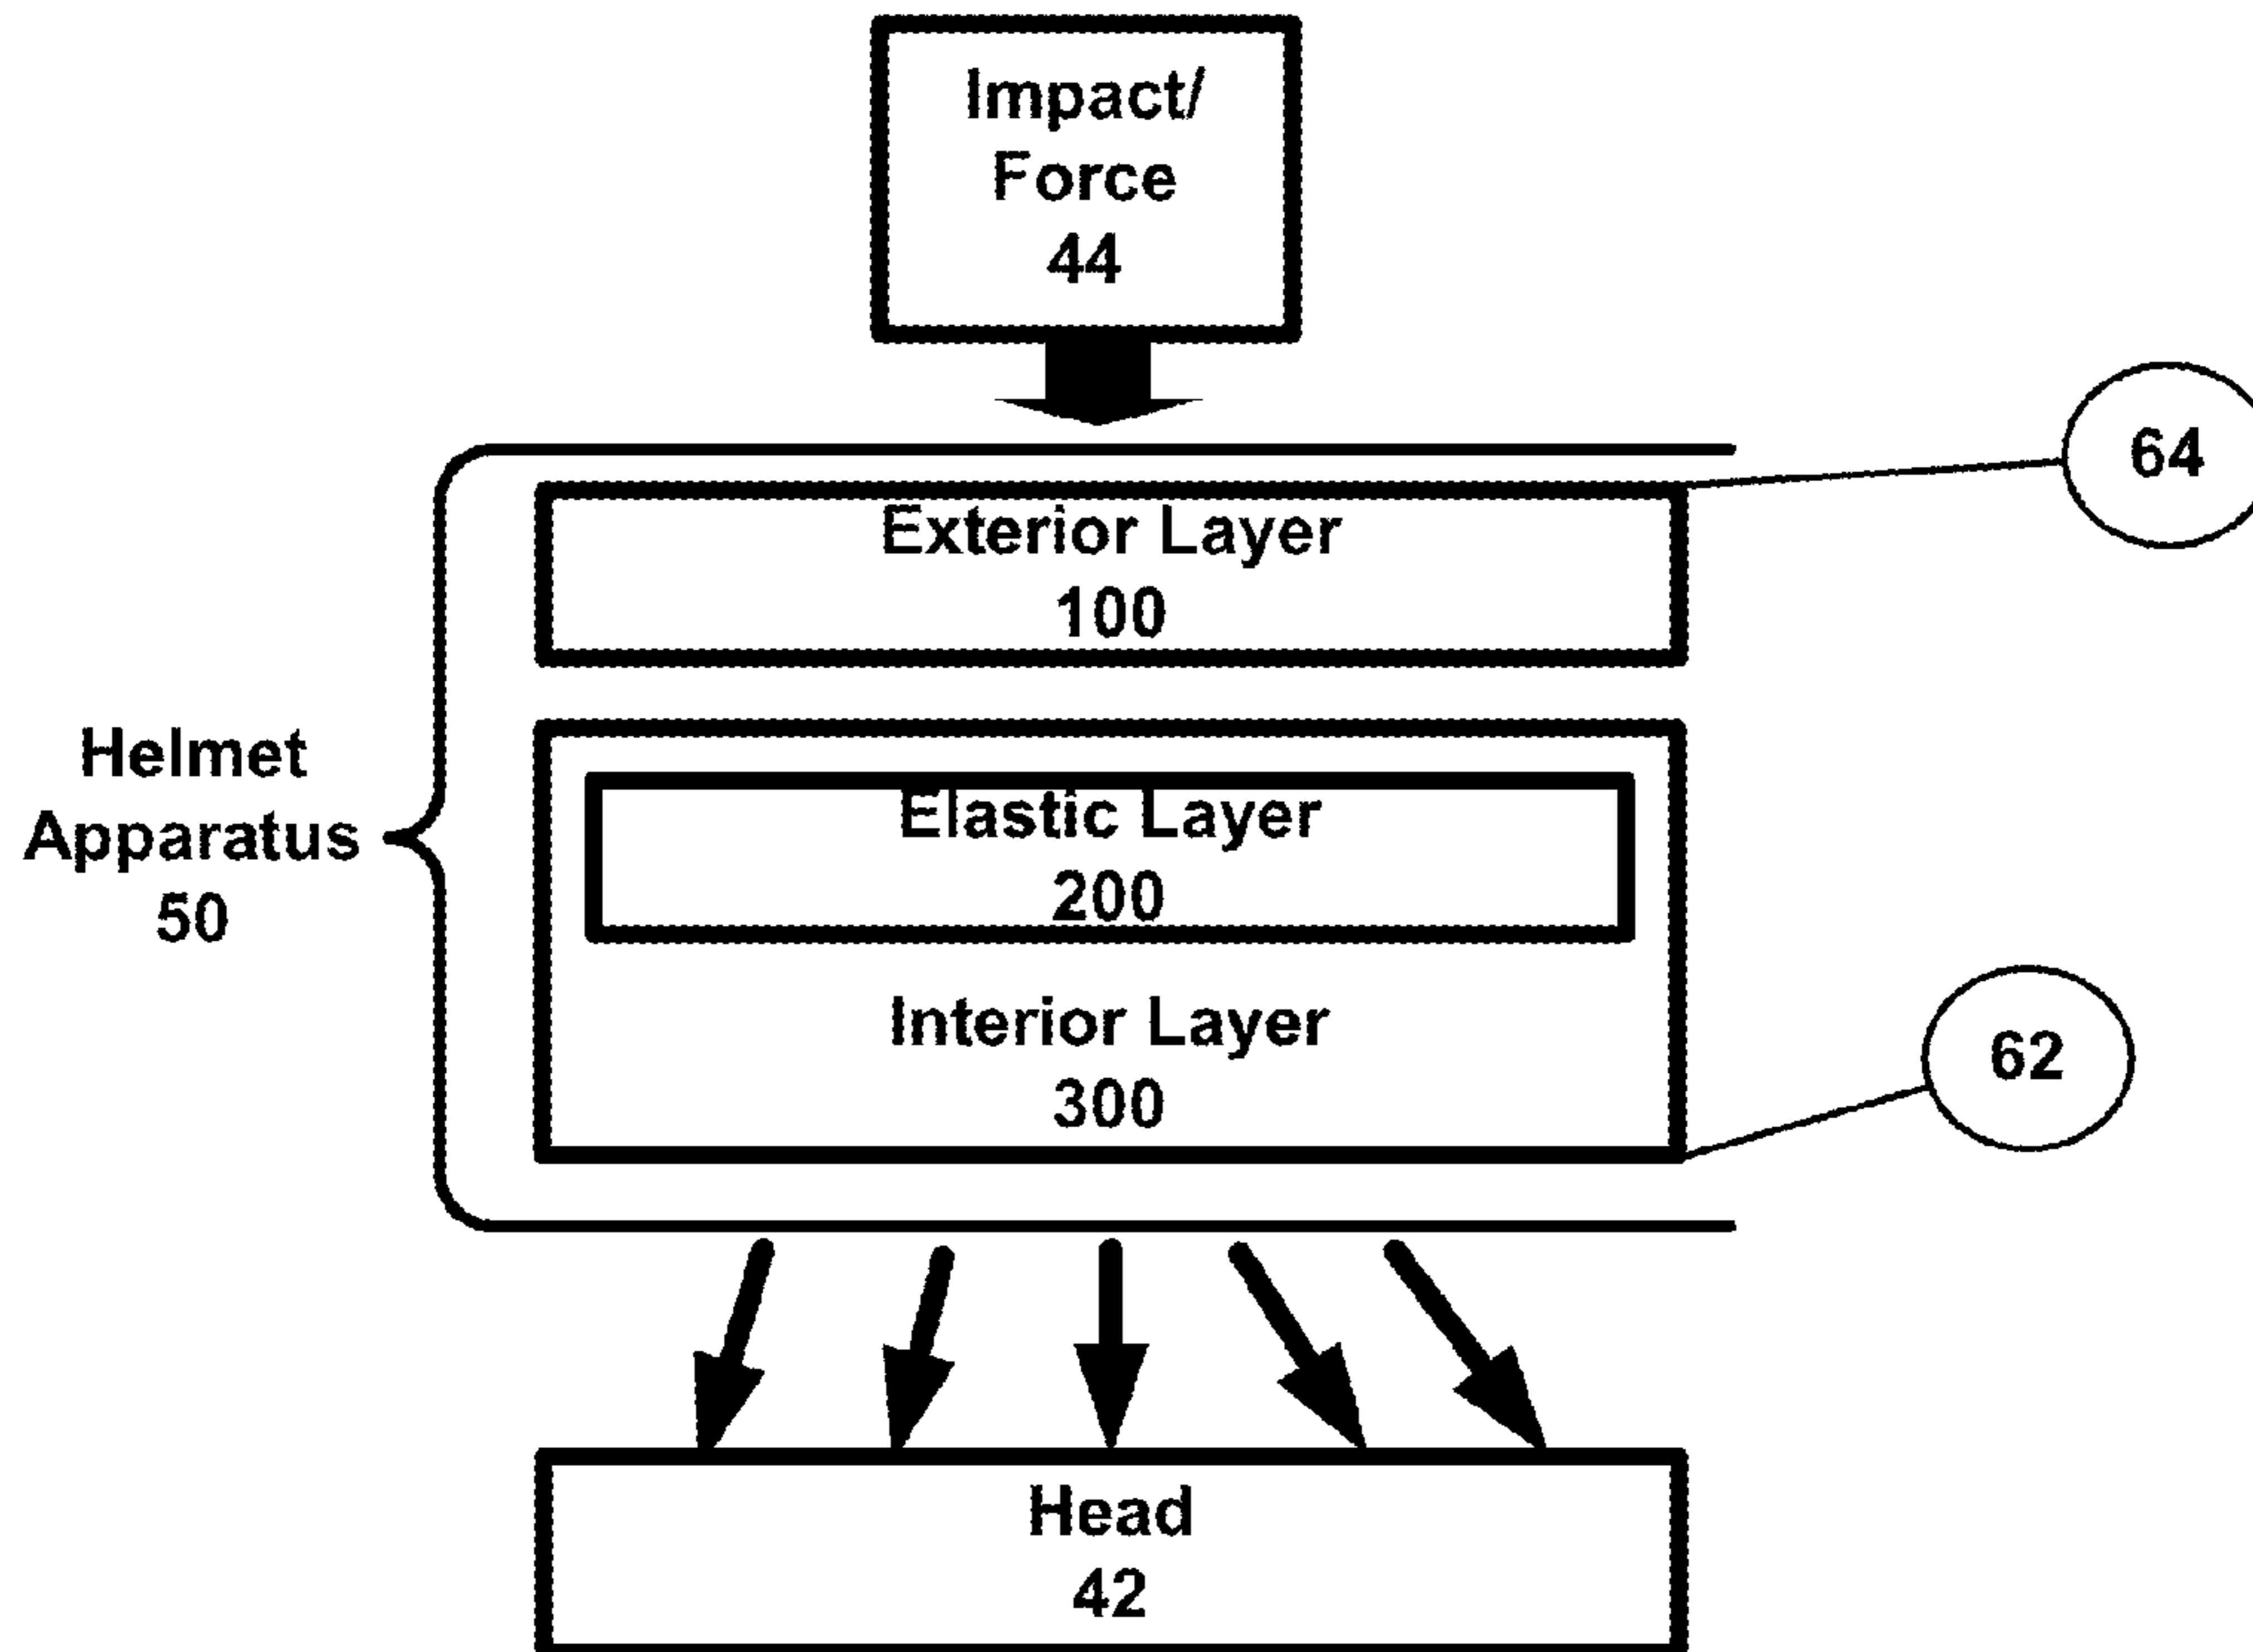 Impact/
Force
44
64
Exterior Layer
100
Helmet
Apparatus
50
Elastic Layer
200
Interior Layer
300
62
Head
42